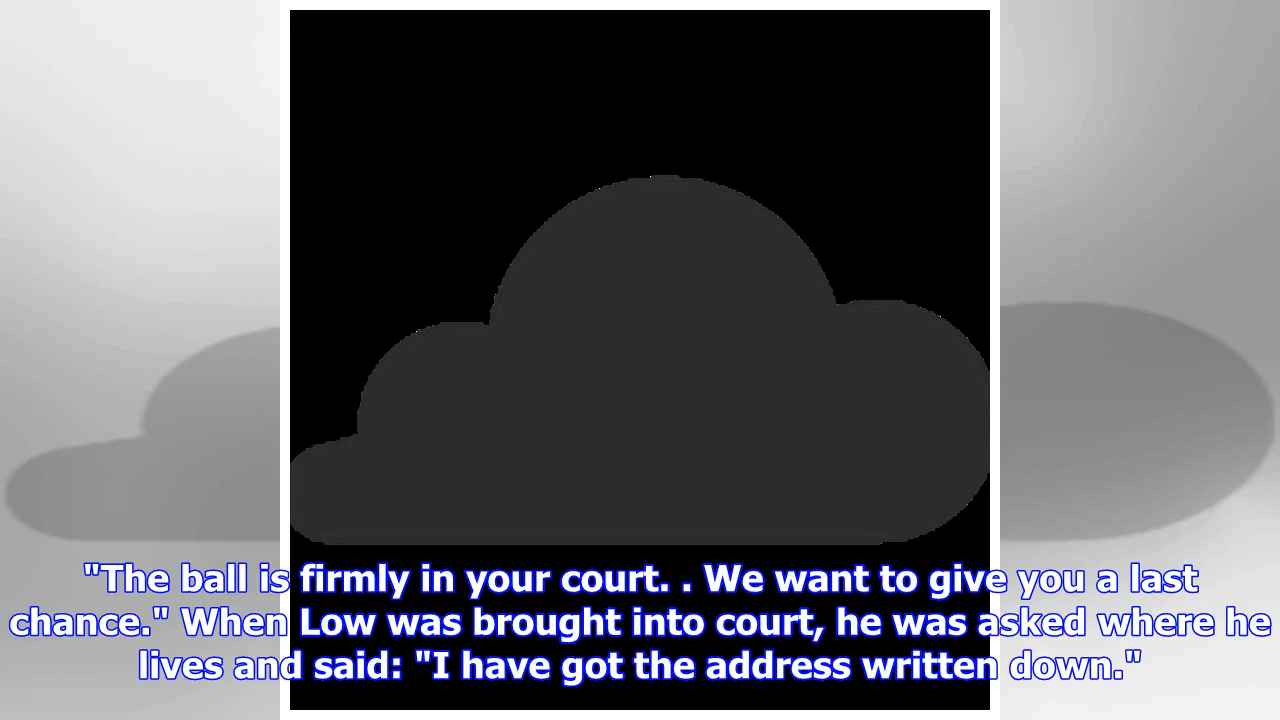 "The ball is firmly in your court. . We want to give you a last
chance." When Low was brought into court, he was asked where he
lives and said: "I have got the address written down."